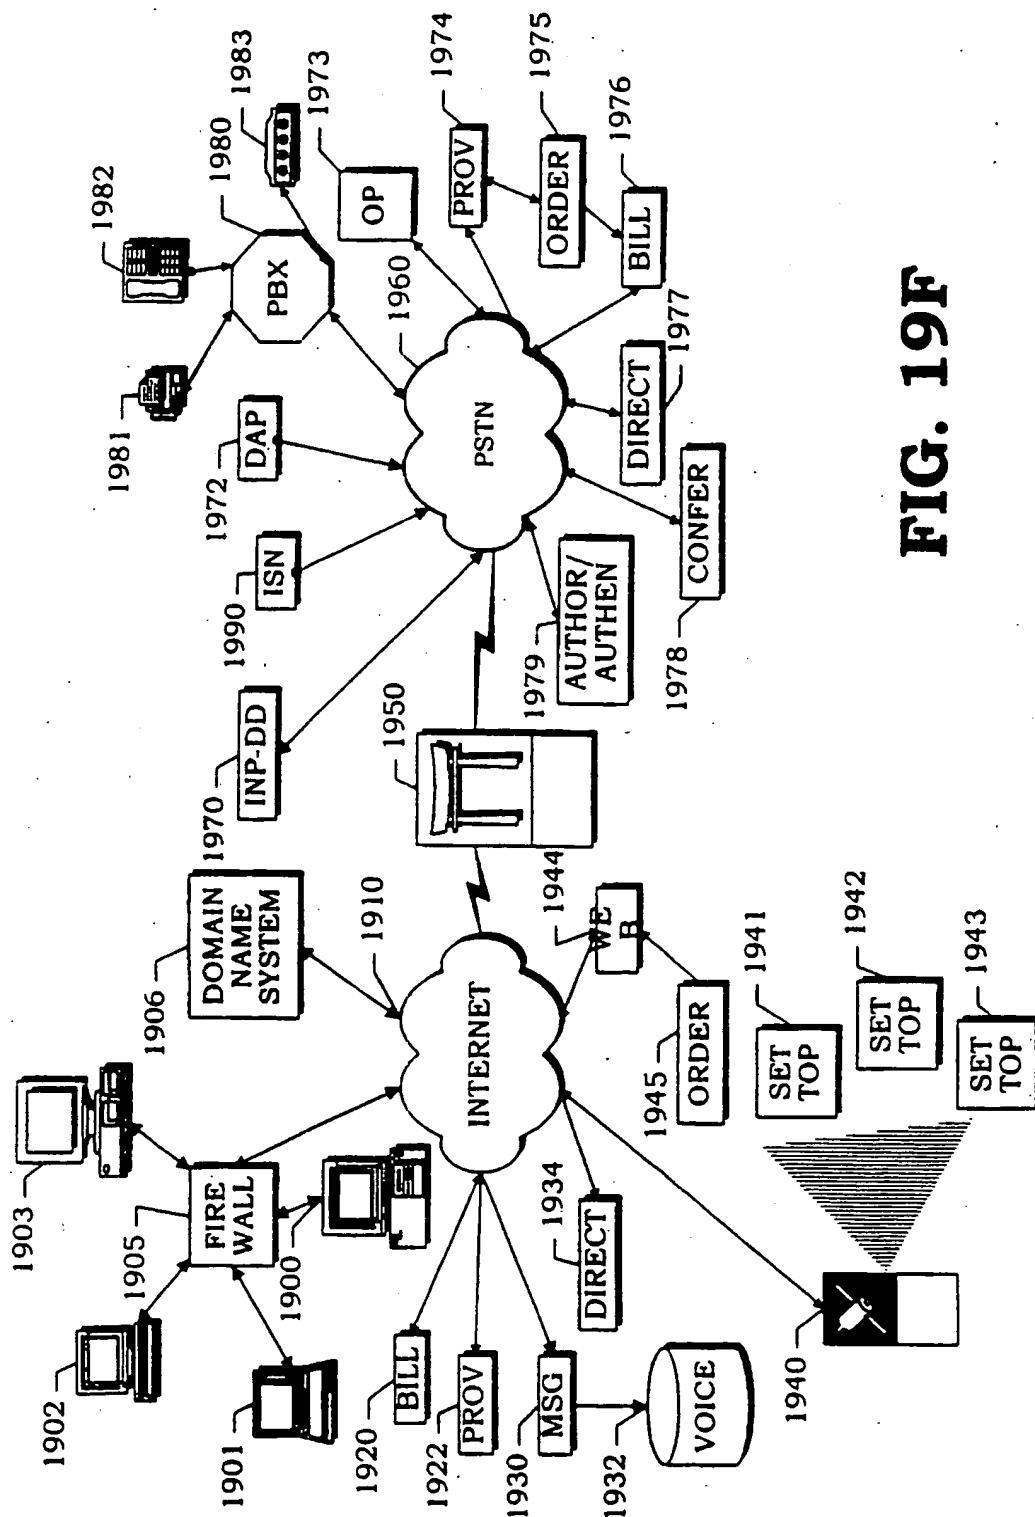 1903
1902
1905
FIRE
WALL
1901
1900
1906
DOMAIN
NAME
SYSTEM
1910
INTERNET
1920
BILL
1922
PROV
1930
MSG
1932
VOICE
1934
DIRECT
1940
1944
WE
B
1945
ORDER
1941
SET
TOP
1942
SET
TOP
1943
SET
TOP
1950
1970
INP-DD
1990
ISN
1972
DAP
1981
1982
1980
PBX
1983
1973
OP
1960
PSTN
1974
PROV
1975
ORDER
1976
BILL
DIRECT
1977
CONFER
1978
1979
AUTHOR/
AUTHEN
FIG. 19F